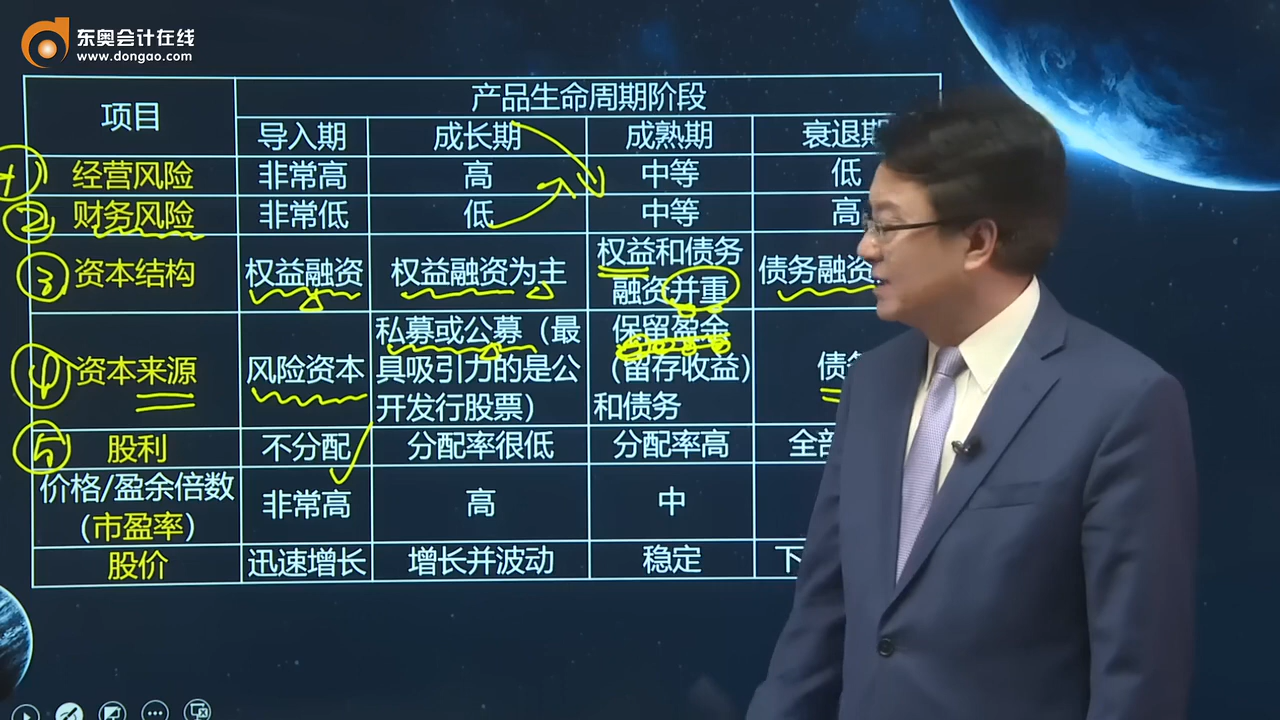 东奥会计在线
www.dongao.com
项目
产品生命周期阶段
导入期
成长期
成熟期
衰退期
1
经营风险
非常高
高
中等
低
2
财务风险
非常低
低
中等
高
3
资本结构
权益融资
权益融资为主
权益和债务
融资并重
债务融资
4
资本来源
风险资本
私募或公募（最
具吸引力的是公
开发行股票）
保留盈余
（留存收益）
和债务
债
5
股利
不分配
分配率很低
分配率高
全
价格/盈余倍数
（市盈率）
非常高
高
中
股价
迅速增长
增长并波动
稳定
下